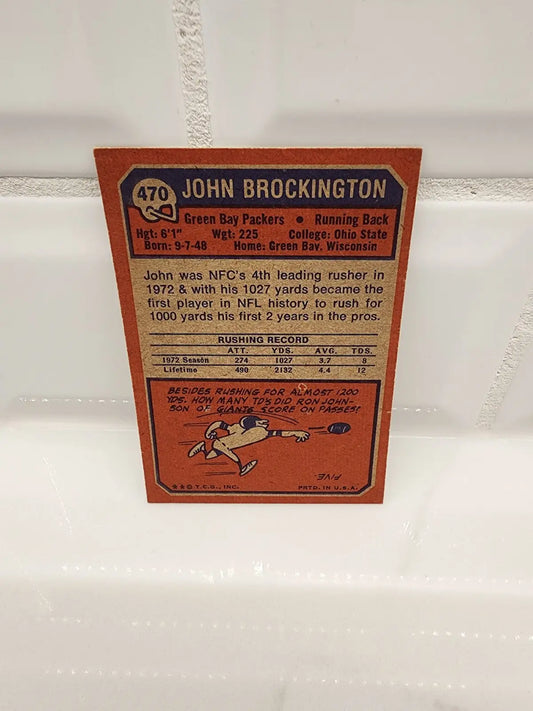 470 JOHN BROCKINGTON
Green Bay Packers • Running Back
Hgt: 6'1" Wgt: 225 College: Ohio State
Born: 9-7-48 Home: Green Bay, Wisconsin
John was NFC's 4th leading rusher in
1972 & with his 1027 yards became the
first player in NFL history to rush for
1000 yards his first 2 years in the pros.
RUSHING RECORD
ATT. YDS. AVG. TDS.
1972 Season 274 1027 3.7 8
Lifetime 490 2132 4.4 12
BESIDES RUSHING FOR ALMOST 1200
YDS. HOW MANY TD'S DID RON JOHN-
SON OF GIANTS SCORE ON PASSES?
FIVE.
★★© T.C.G., INC. PRTD. IN U.S.A.